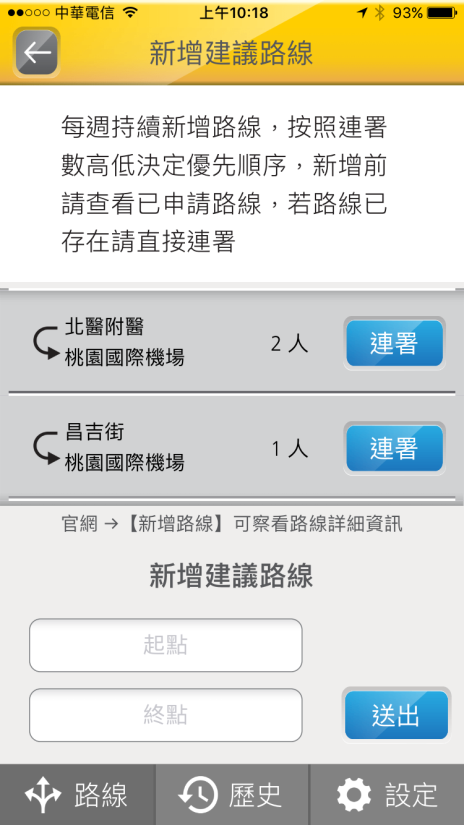 中華電信 上午10:18 93%
新增建議路線
每週持續新增路線，按照連署
數高低決定優先順序，新增前
請查看已申請路線，若路線已
存在請直接連署
北醫附醫
桃園國際機場
2 人
連署
昌吉街
桃園國際機場
1 人
連署
官網→【新增路線】可察看路線詳細資訊
新增建議路線
起點
終點
送出
路線 歷史 設定